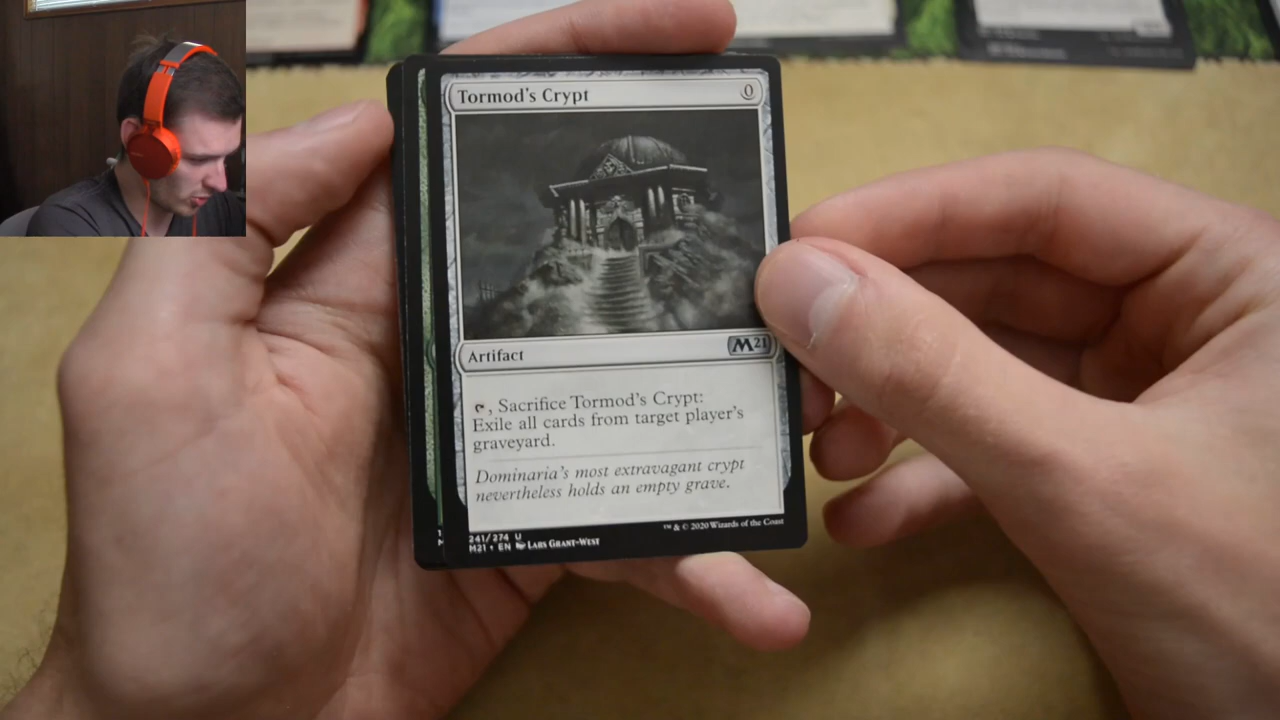 Tormod's Crypt 0
Artifact M21
, Sacrifice Tormod's Crypt:
Exile all cards from target player's
graveyard.
Dominaria's most extravagant crypt
nevertheless holds an empty grave.
™ & © 2020 Wizards of the Coast
241/274 U
M21 • EN Lars Grant-West